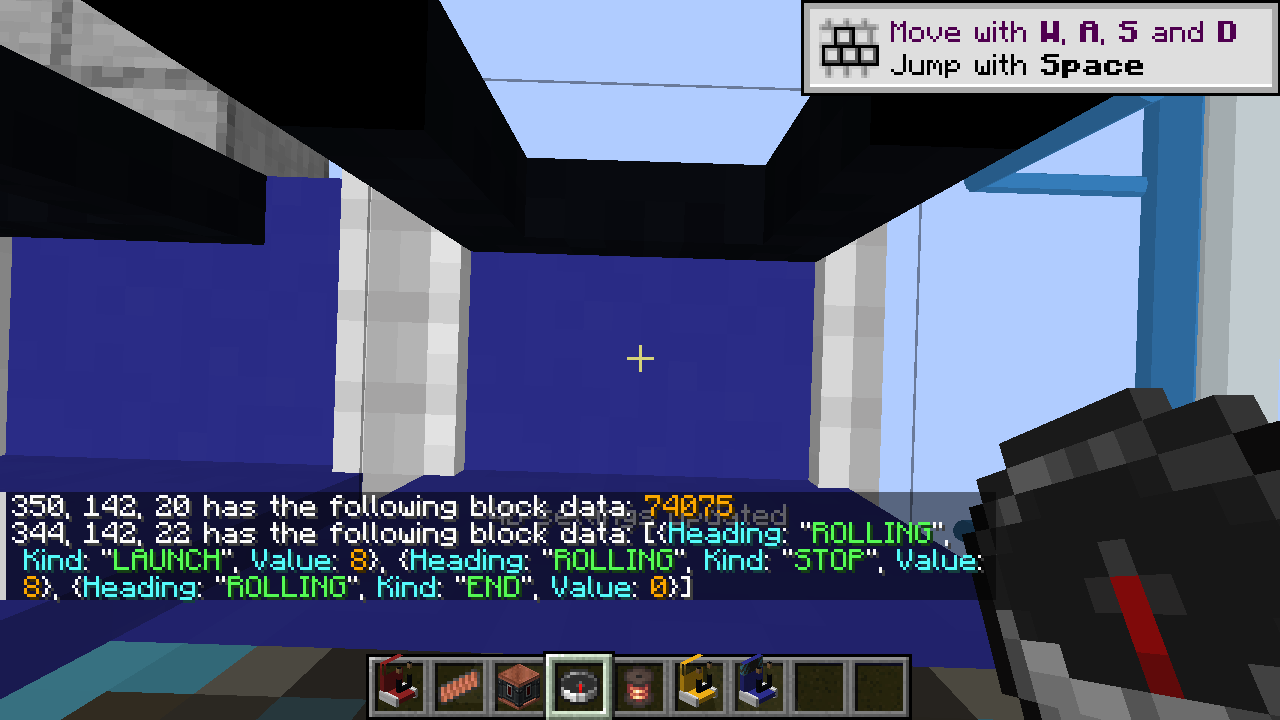 Move with W, A, S and D
Jump with Space
350, 142, 20 has the following block data: 74075
344, 142, 22 has the following block data: [{Heading: "ROLLING",
Kind: "LAUNCH", Value: 8}, {Heading: "ROLLING", Kind: "STOP", Value:
8}, {Heading: "ROLLING", Kind: "END", Value: 0}]